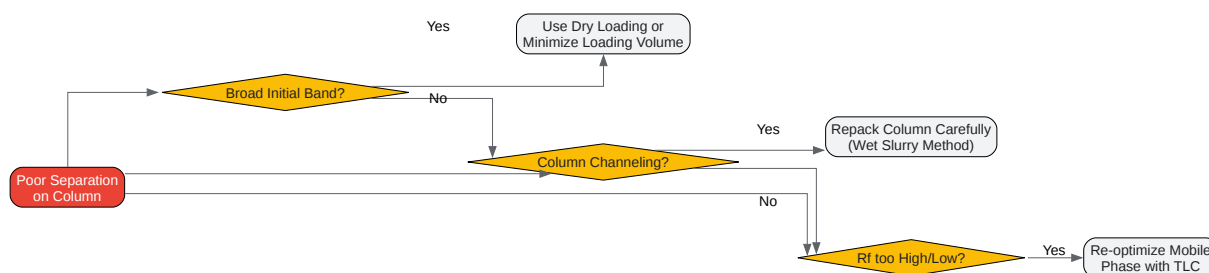 Yes
Use Dry Loading or
Minimize Loading Volume
Broad Initial Band?
No
Yes
Repack Column Carefully
(Wet Slurry Method)
Column Channeling?
Poor Separation
on Column
No
Rf too High/Low?
Yes
Re-optimize Mobile
Phase with TLC